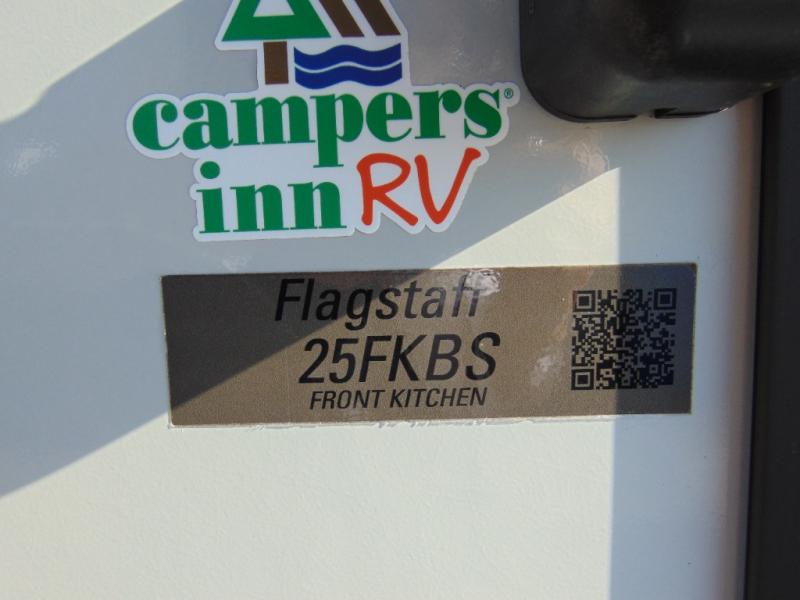 campers®
inn RV
Flagstaff
25FKBS
FRONT KITCHEN